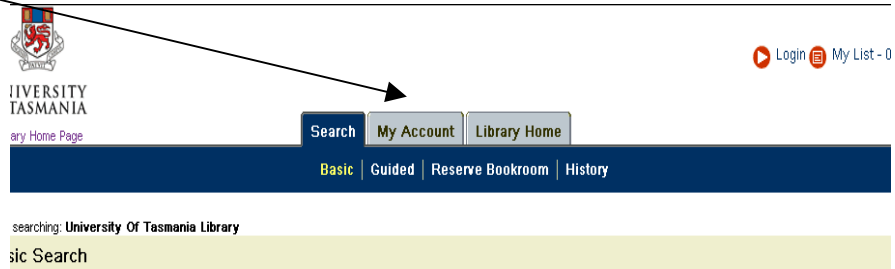 Login My List - 0
IIVERSITY
TASMANIA
ary Home Page
Search My Account Library Home
Basic | Guided | Reserve Bookroom | History
searching: University Of Tasmania Library
sic Search